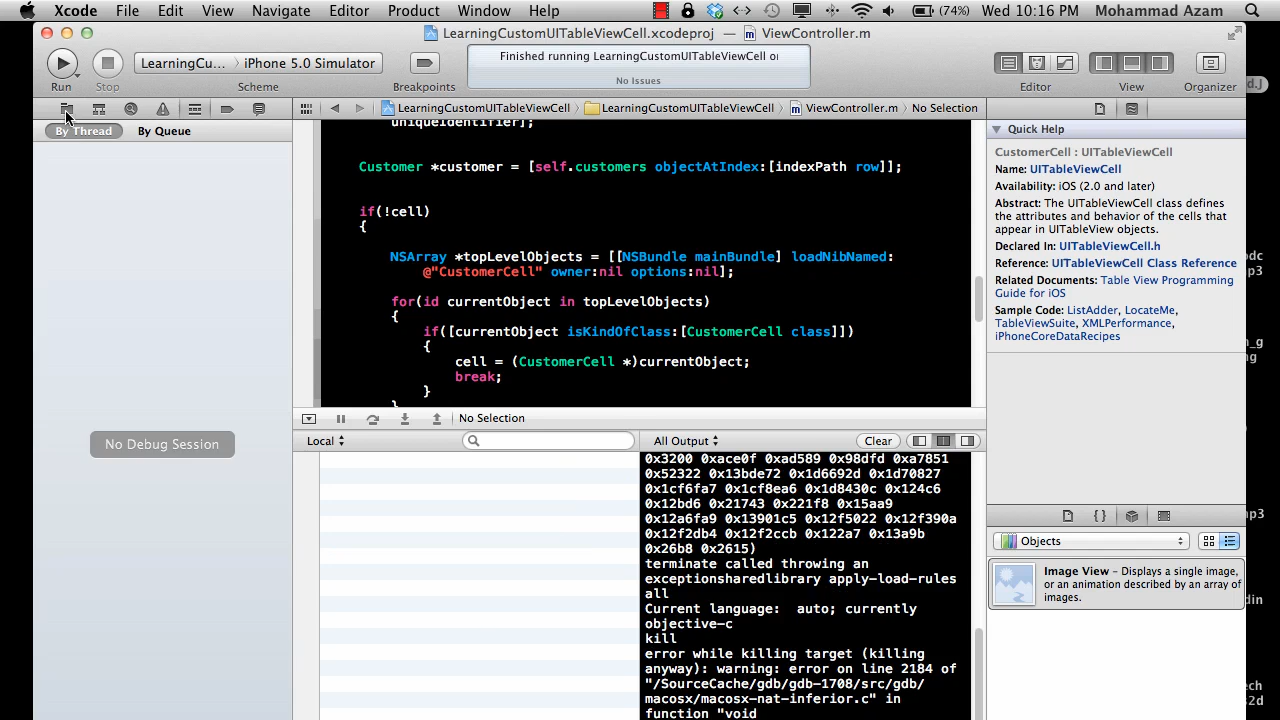 Xcode File Edit View Navigate Editor Product Window Help (74%) Wed 10:16 PM Mohammad Azam
LearningCustomUITableViewCell.xcodeproj — ViewController.m
Run Stop LearningCu... iPhone 5.0 Simulator Scheme Breakpoints
Finished running LearningCustomUITableViewCell or
No Issues
Editor View Organizer
LearningCustomUITableViewCell LearningCustomUITableViewCell ViewController.m No Selection
By Thread By Queue
No Debug Session
uniqueIdentifier];
Customer *customer = [self.customers objectAtIndex:[indexPath row]];
if(!cell)
{
NSArray *topLevelObjects = [[NSBundle mainBundle] loadNibNamed:
@"CustomerCell" owner:nil options:nil];
for(id currentObject in topLevelObjects)
{
if([currentObject isKindOfClass:[CustomerCell class]])
{
cell = (CustomerCell *)currentObject;
break;
}
}
No Selection
Local
All Output Clear
0x3200 0xace0f 0xad589 0x98dfd 0xa7851
0x52322 0x13bde72 0x1d6692d 0x1d70827
0x1cf6fa7 0x1cf8ea6 0x1d8430c 0x124c6
0x12bd6 0x21743 0x221f8 0x15aa9
0x12a6fa9 0x13901c5 0x12f5022 0x12f390a
0x12f2db4 0x12f2ccb 0x122a7 0x13a9b
0x26b8 0x2615)
terminate called throwing an
exceptionsharedlibrary apply-load-rules
all
Current language:  auto; currently
objective-c
kill
error while killing target (killing
anyway): warning: error on line 2184 of
"/SourceCache/gdb/gdb-1708/src/gdb/
macosx/macosx-nat-inferior.c" in
function "void
Quick Help
CustomerCell : UITableViewCell
Name: UITableViewCell
Availability: iOS (2.0 and later)
Abstract: The UITableViewCell class defines
the attributes and behavior of the cells that
appear in UITableView objects.
Declared In: UITableViewCell.h
Reference: UITableViewCell Class Reference
Related Documents: Table View Programming
Guide for iOS
Sample Code: ListAdder, LocateMe,
TableViewSuite, XMLPerformance,
iPhoneCoreDataRecipes
{ }
Objects
Image View – Displays a single image,
or an animation described by an array of
images.